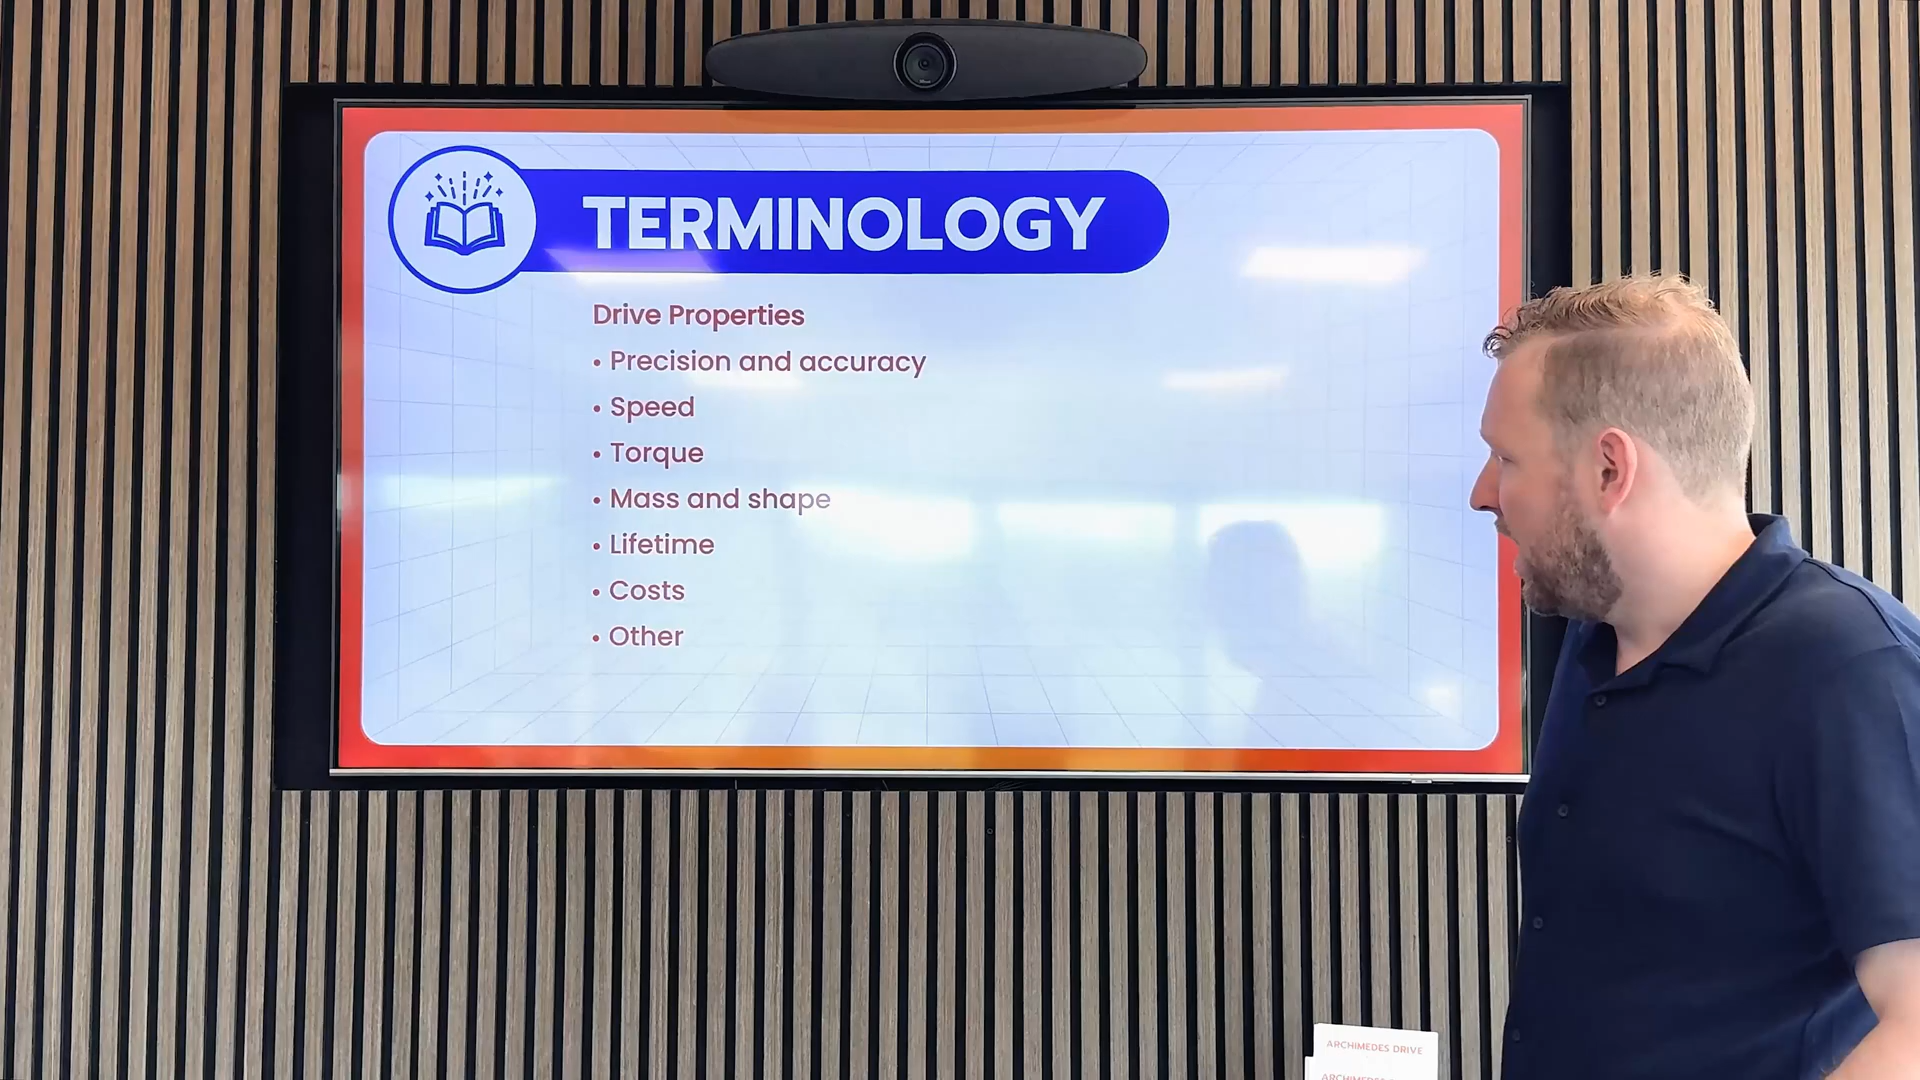 TERMINOLOGY
Drive Properties
• Precision and accuracy
• Speed
• Torque
• Mass and shape
• Lifetime
• Costs
• Other
ARCHIMEDES DRIVE